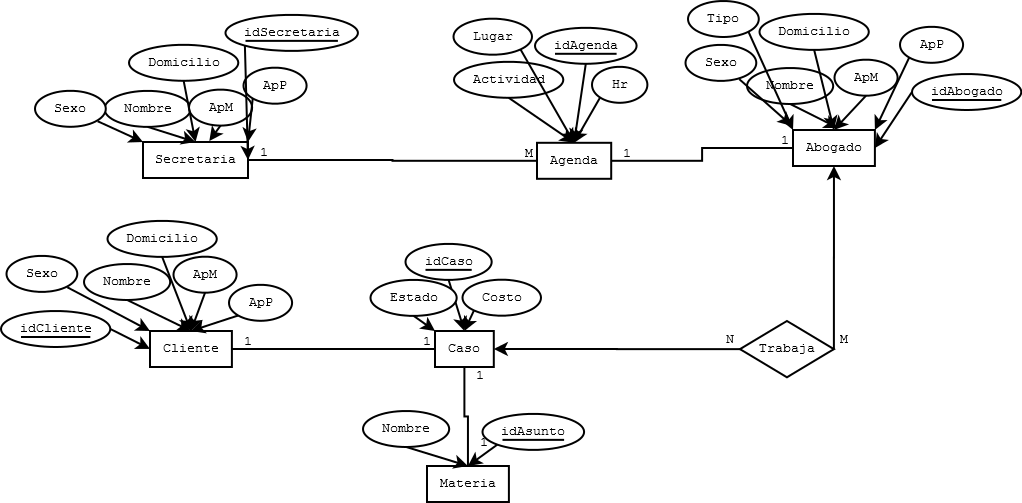 Tipo
idSecretaria
Domicilio
Lugar
idAgenda
ApP
Domicilio
Sexo
ApP
Actividad
Hr
Nombre
ApM
idAbogado
Sexo
Nombre
ApM
Secretaria
1
M
Agenda
1
1
Abogado
Domicilio
Sexo
Nombre
ApM
idCaso
ApP
Estado
Costo
idCliente
Cliente
1
1
Caso
N
Trabaja
M
1
Nombre
1
idAsunto
Materia